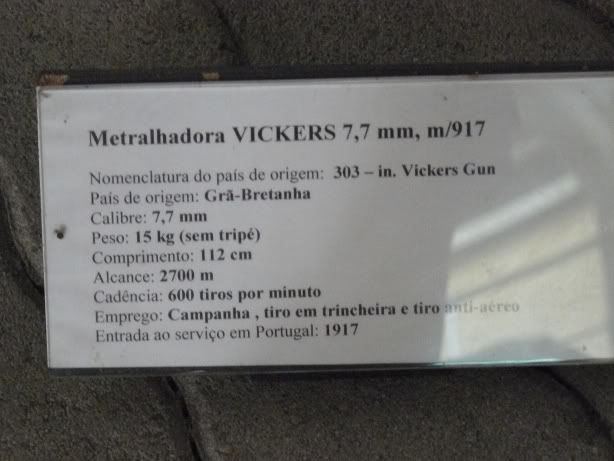 Metralhadora VICKERS 7,7 mm, m/917
Nomenclatura do país de origem: 303 – in. Vickers Gun
País de origem: Grã-Bretanha
Calibre: 7,7 mm
Peso: 15 kg (sem tripé)
Comprimento: 112 cm
Alcance: 2700 m
Cadência: 600 tiros por minuto
Emprego: Campanha , tiro em trincheira e tiro anti-aéreo
Entrada ao serviço em Portugal: 1917